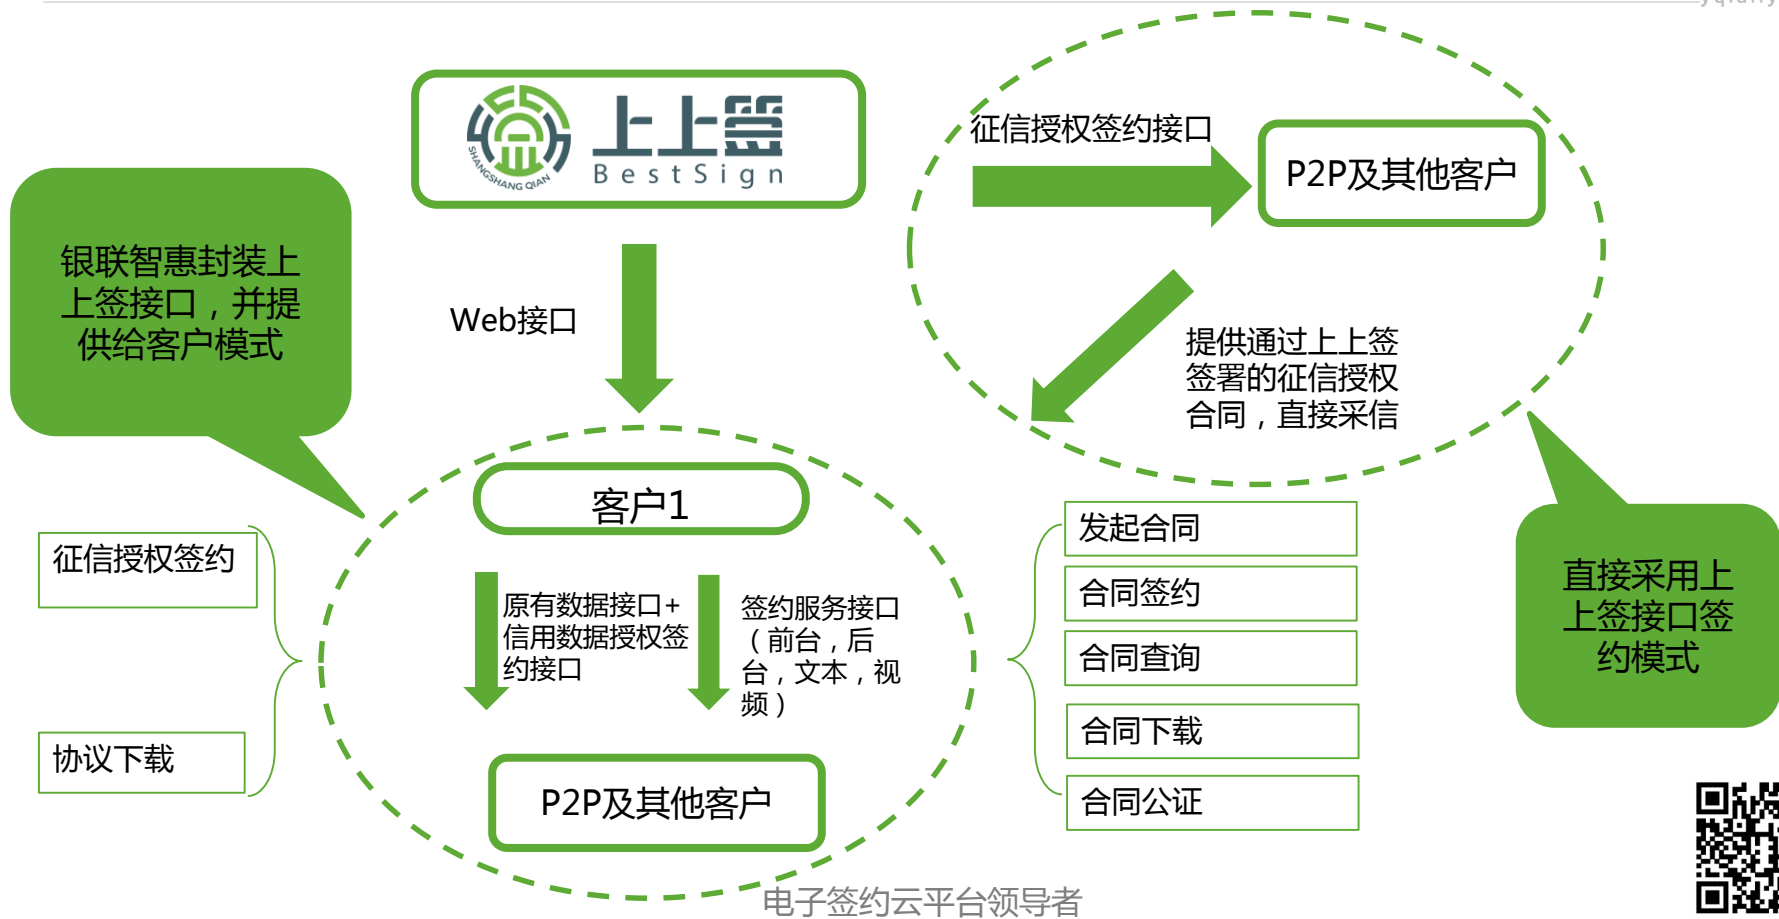 上上签
BestSign
SHANGSHANG QIAN
征信授权签约接口
P2P及其他客户
银联智惠封装上
上签接口，并提
供给客户模式
Web接口
提供通过上上签
签署的征信授权
合同，直接采信
客户1
征信授权签约
协议下载
原有数据接口+
信用数据授权签
约接口
签约服务接口
（前台，后
台，文本，视
频）
P2P及其他客户
发起合同
合同签约
合同查询
合同下载
合同公证
直接采用上
上签接口签
约模式
电子签约云平台领导者